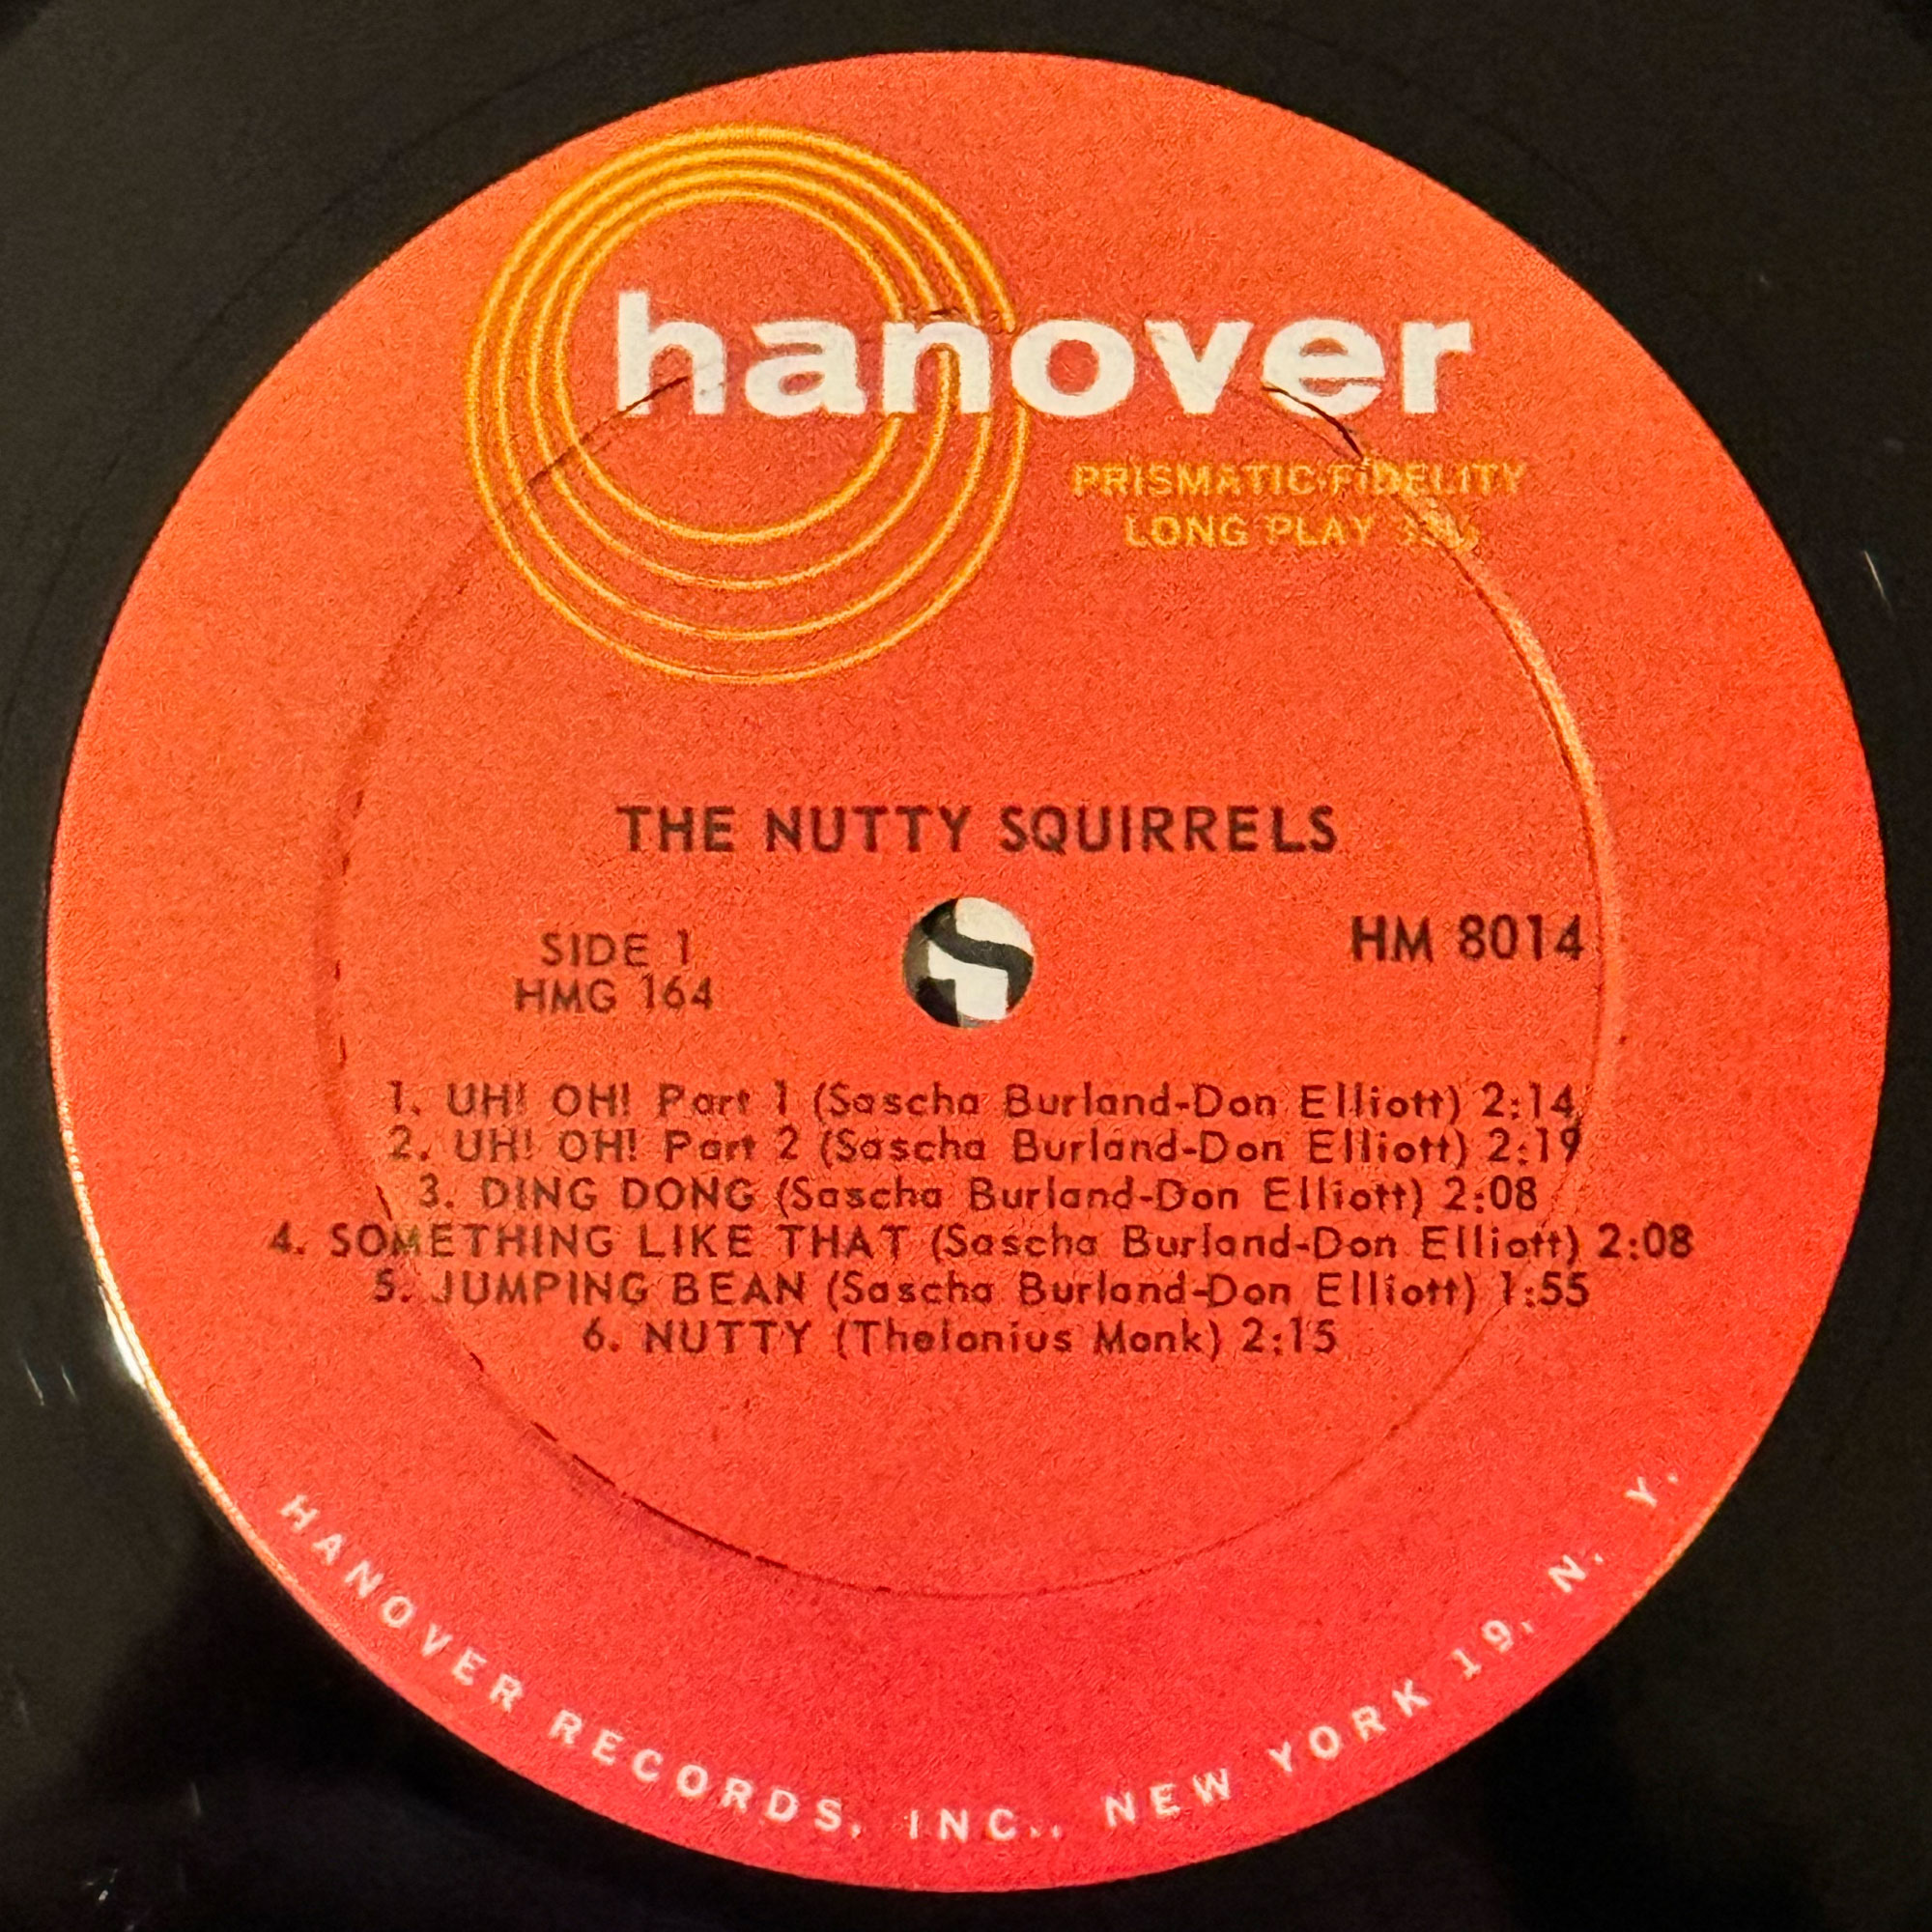 hanover
PRISMATIC-FIDELITY
LONG PLAY 33⅓
THE NUTTY SQUIRRELS
SIDE 1
HMG 164
HM 8014
1. UH! OH! Part 1 (Sascha Burland-Don Elliott) 2:14
2. UH! OH! Part 2 (Sascha Burland-Don Elliott) 2:19
3. DING DONG (Sascha Burland-Don Elliott) 2:08
4. SOMETHING LIKE THAT (Sascha Burland-Don Elliott) 2:08
5. JUMPING BEAN (Sascha Burland-Don Elliott) 1:55
6. NUTTY (Thelonius Monk) 2:15
HANOVER RECORDS, INC., NEW YORK 19, N. Y.